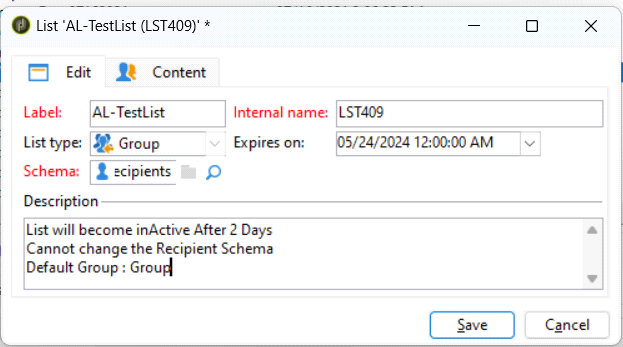 List 'AL-TestList (LST409)' *
Edit
Content
Label: AL-TestList Internal name: LST409
List type: Group Expires on: 05/24/2024 12:00:00 AM
Schema: ecipients
Description
List will become inActive After 2 Days
Cannot change the Recipient Schema
Default Group : Group
Save Cancel